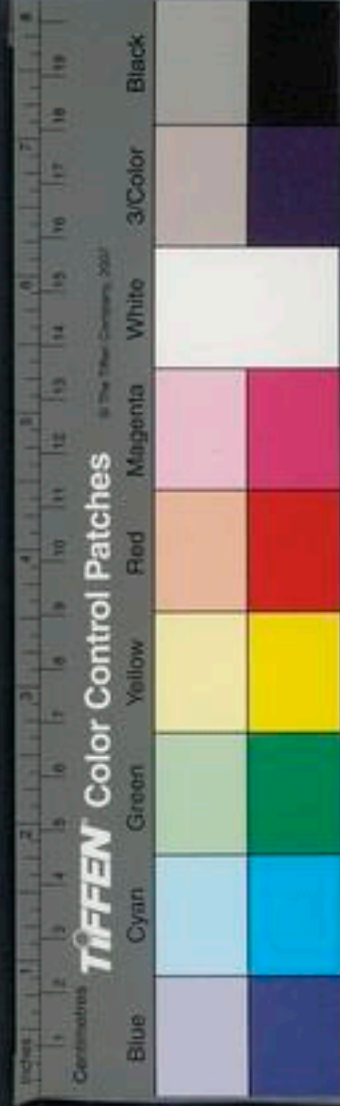 Inches 1 2 3 4 5 6 7 8
Centimetres 1 2 3 4 5 6 7 8 9 10 11 12 13 14 15 16 17 18 19
TIFFEN Color Control Patches © The Tiffen Company, 2007
Blue Cyan Green Yellow Red Magenta White 3/Color Black